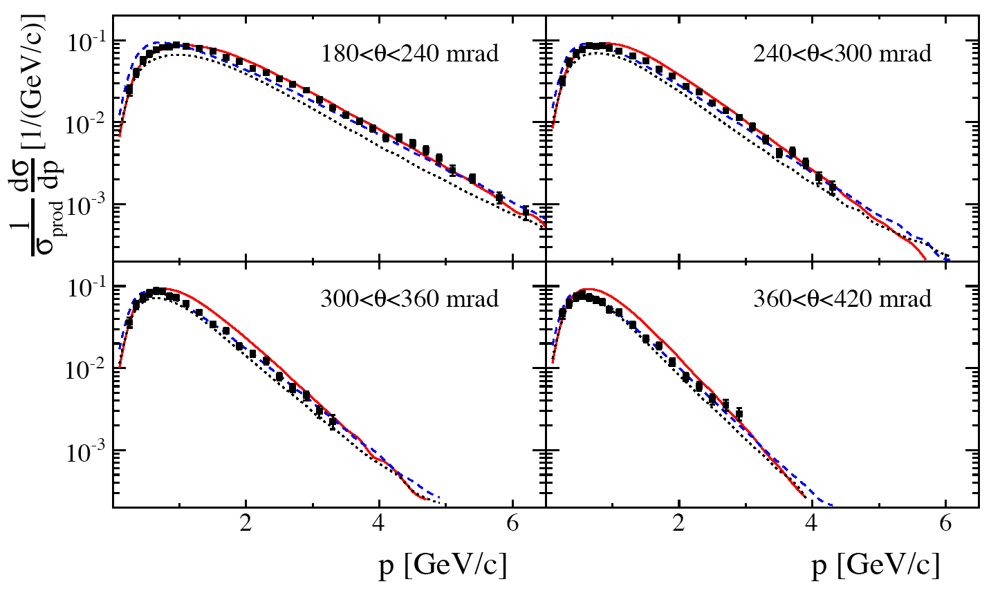 1/σ_prod dσ/dp [1/(GeV/c)]
10^-1
10^-2
10^-3
180<θ<240 mrad
240<θ<300 mrad
10^-1
10^-2
10^-3
300<θ<360 mrad
360<θ<420 mrad
2 4 6 2 4 6
p [GeV/c] p [GeV/c]